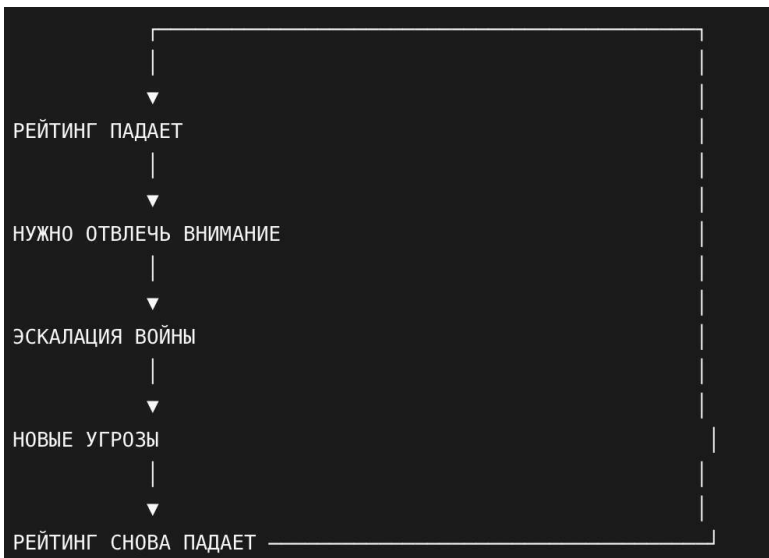 РЕЙТИНГ ПАДАЕТ
НУЖНО ОТВЛЕЧЬ ВНИМАНИЕ
ЭСКАЛАЦИЯ ВОЙНЫ
НОВЫЕ УГРОЗЫ
РЕЙТИНГ СНОВА ПАДАЕТ